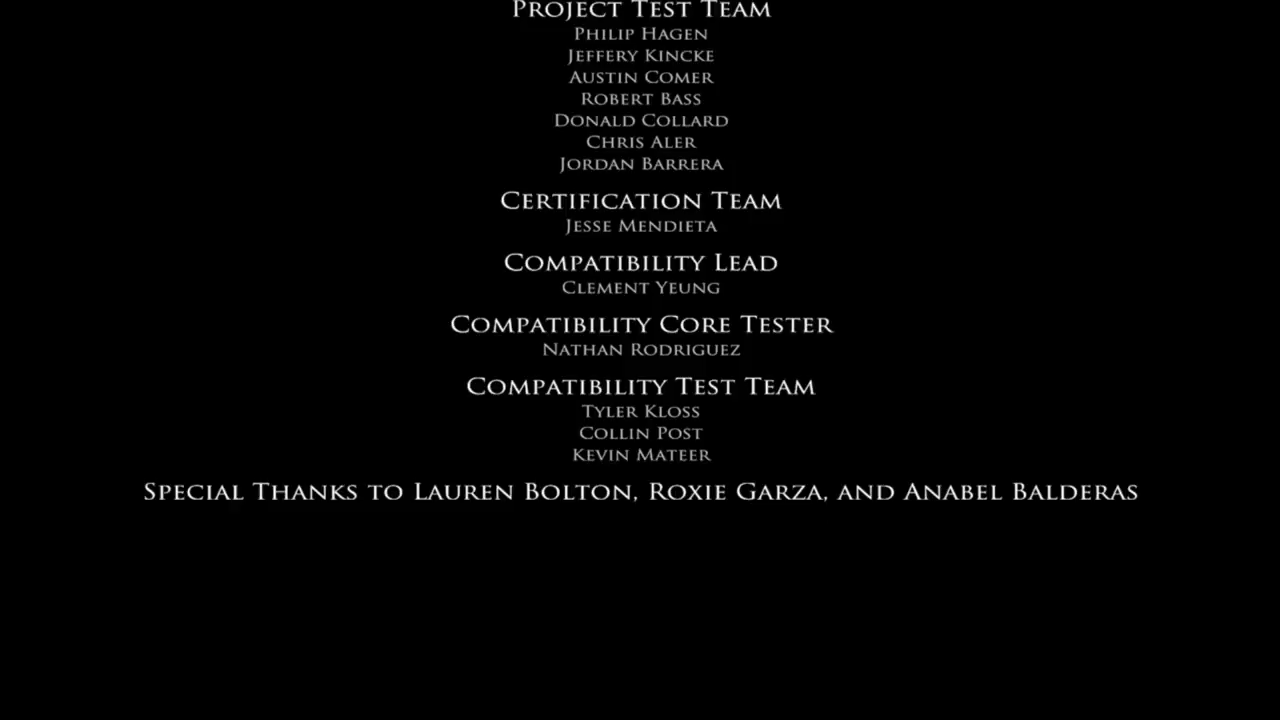 Project Test Team
Philip Hagen
Jeffery Kincke
Austin Comer
Robert Bass
Donald Collard
Chris Aler
Jordan Barrera
Certification Team
Jesse Mendieta
Compatibility Lead
Clement Yeung
Compatibility Core Tester
Nathan Rodriguez
Compatibility Test Team
Tyler Kloss
Collin Post
Kevin Mateer
Special Thanks to Lauren Bolton, Roxie Garza, and Anabel Balderas